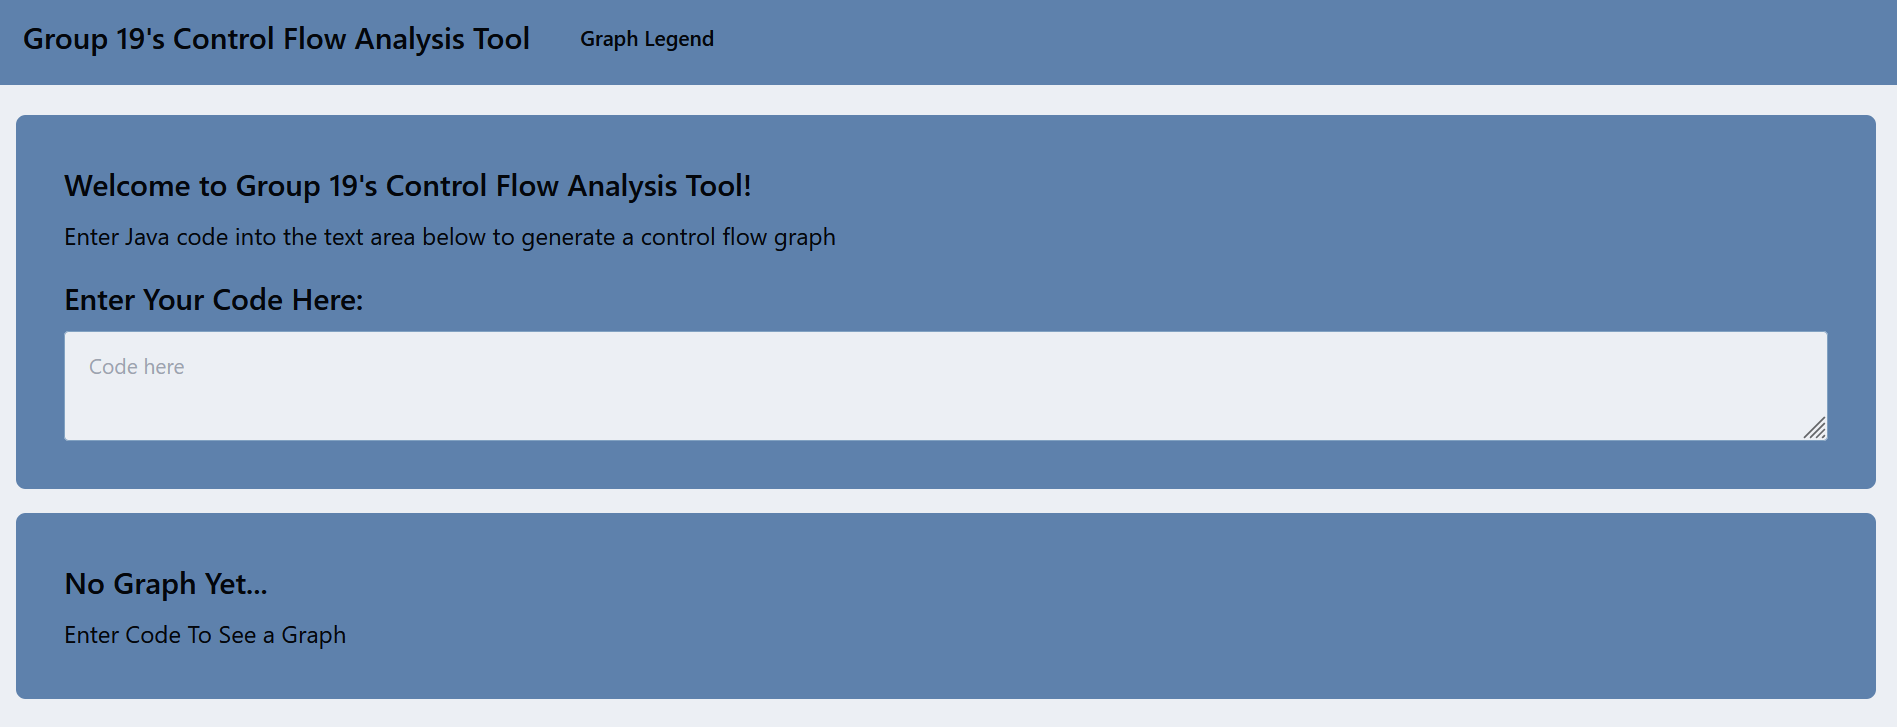 Group 19's Control Flow Analysis Tool
Graph Legend
Welcome to Group 19's Control Flow Analysis Tool!
Enter Java code into the text area below to generate a control flow graph
Enter Your Code Here:
Code here
No Graph Yet...
Enter Code To See a Graph